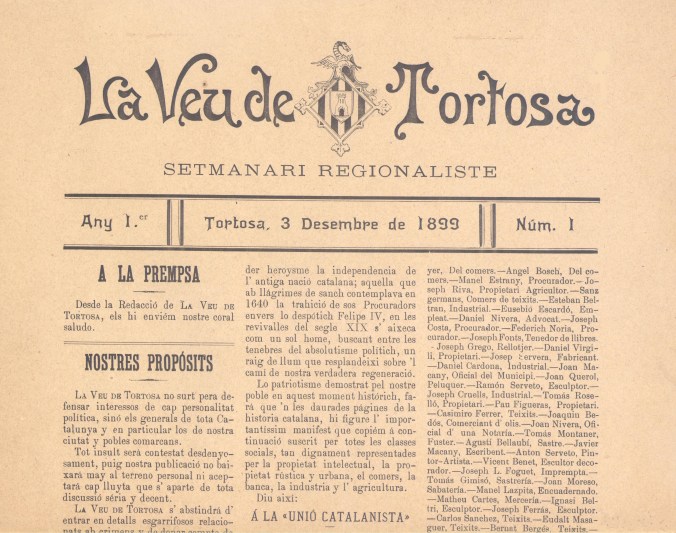 La Veu de Tortosa
SETMANARI REGIONALISTE
Any 1.er
Tortosa, 3 Desembre de 1899
Núm. 1
A LA PREMPSA
Desde la Redacció de LA VEU DE
TORTOSA, els hi enviém nostre coral
saludo.
NOSTRES PROPÓSITS
LA VEU DE TORTOSA no surt pera de-
fensar interessos de cap personalitat
política, sinó els generals de tota Ca-
talunya y en particular los de nostra
ciutat y pobles comarcans.
Tot insult será contestat desdenyo-
sament, puig nostra publicació no bai-
xará may al terreno personal ni acep-
tará cap lluyta que s' aparte de tota
discussió séria y decent.
LA VEU DE TORTOSA s' abstindrá d'
entrar en detalls esgarrifosos relacio-
nats ab crímens y de donar compte de
der heroysme la independencia de
l' antiga nació catalana; aquella que
ab llágrimes de sanch contemplava en
1640 la trahició de sos Procuradors
envers lo despótich Felipe IV, en les
revivalles del segle XIX s' aixeca
com un sol home, buscant entre les
tenebres del absolutisme polítich, un
raig de llum que resplandeixi sobre 'l
camí de nostra verdadera regeneració.
Lo patriotisme demostrat pel nostre
poble en aquest moment históric, fa-
rá que 'n les daurades págines de la
historia catalana, hi figure l' impor-
tantíssim manifest que copiém á con-
tinuació suscrit per totes les classes
socials, tan dignament representades
per la propietat intelectual, la pro-
pietat rústica y urbana, el comers, la
banca, la industria y l' agricultura.
Diu aixi:
Á LA «UNIÓ CATALANISTA»
yer, Del comers.—Angel Bosch, Del co-
mers.—Manel Estrany, Procurador.—Jo-
seph Riva, Propietari Agricultor.—Sanz
germans, Comers de teixits.—Esteban Bel-
tran, Industrial.—Eusebió Escardó, Em-
pleat.—Daniel Nivera, Advocat.—Joseph
Costa, Procurador.—Federich Noria, Pro-
curador.—Joseph Fonts, Tenedor de llibres.
Joseph Grego, Rellotjer.—Daniel Virgi-
li, Propietari.—Josep Cervera, Fabricant.
—Daniel Cardona, Industrial.—Joan Ma-
cany, Oficial del Municipi.—Joan Querol,
Peluquer.—Ramón Serveto, Esculptor.—
Joseph Cruells, Industrial.—Tomás Rose-
lló, Propietari.—Pau Figueras, Propietari.
—Casimiro Ferrer, Teixits.—Joaquim Be-
dós, Comerciant d' olis.—Joan Nivera, Ofi-
cial d' una Notaría.—Tomás Montaner,
Fuster.—Agustí Bellaubí, Sastre.—Javier
Macany, Escribent.—Anton Serveto, Pin-
tor-Artista.—Vicent Benet, Escultor deco-
rador.—Joseph L. Foguet, Impremta.—
Tomás Gimisó, Sastrería.—Joan Moreso,
Sabatería.—Manel Lazpita, Encnadernado.
—Matheu Cartes, Mercería.—Ignasi Bel-
tri, Esculptor.—Joseph Ferrás, Esculptor.
—Carlos Sanchez, Teixits.—Eudalt Masa-
guer, Teixits.—Bernat Bergés, Teixits.—